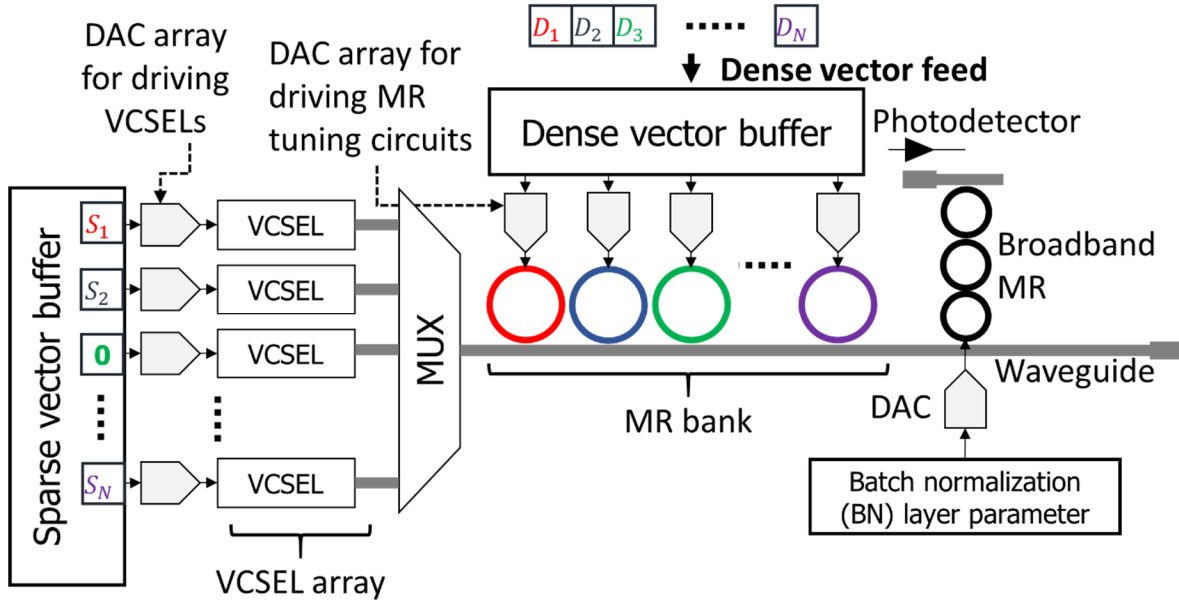 DAC array
for driving
VCSELs
DAC array for
driving MR
tuning circuits
D1 D2 D3 ...... DN
Dense vector feed
Dense vector buffer
Photodetector
Sparse vector buffer
S1
VCSEL
S2
VCSEL
0
VCSEL
SN
VCSEL
MUX
Broadband
MR
Waveguide
MR bank
DAC
Batch normalization
(BN) layer parameter
VCSEL array